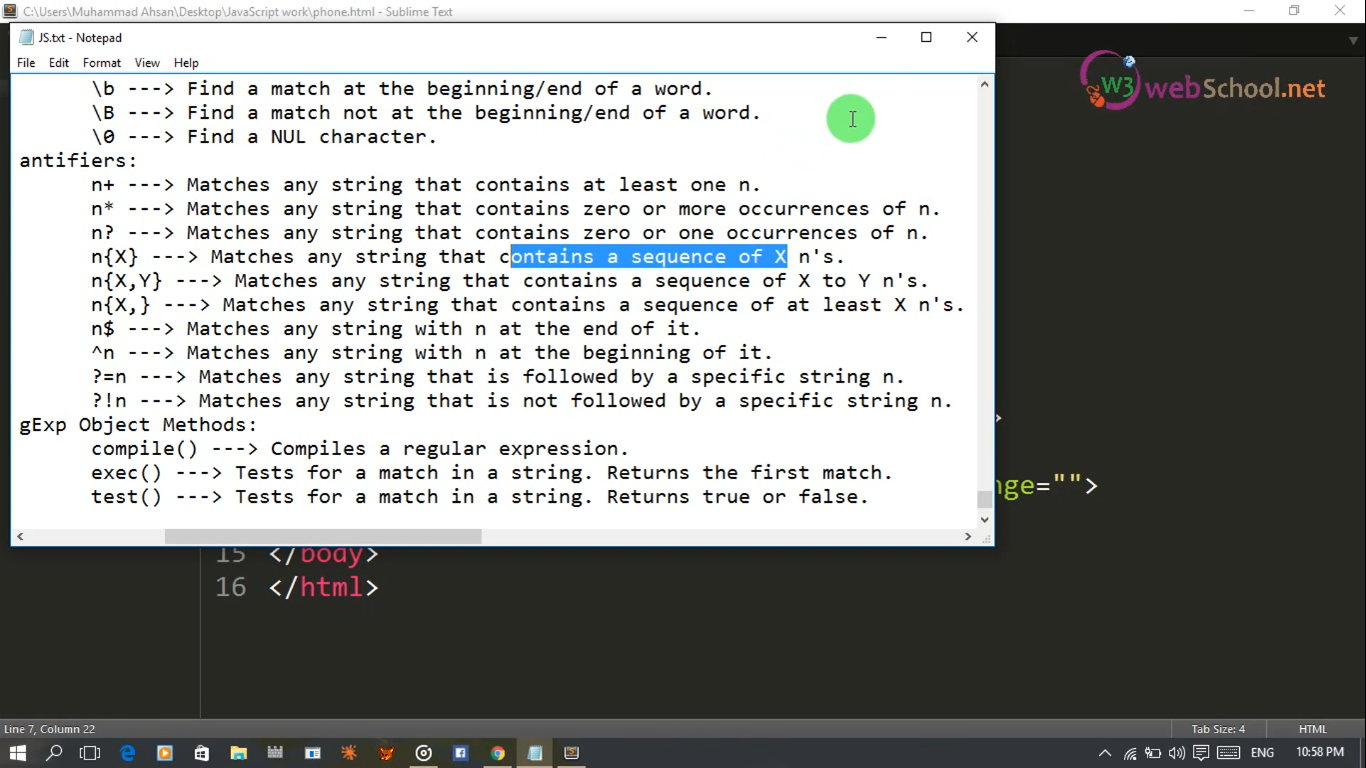 C:\Users\Muhammad Ahsan\Desktop\JavaScript work\phone.html - Sublime Text
JS.txt - Notepad
File Edit Format View Help
W3webSchool.net
\b ---> Find a match at the beginning/end of a word.
\B ---> Find a match not at the beginning/end of a word.
\0 ---> Find a NUL character.
antifiers:
n+ ---> Matches any string that contains at least one n.
n* ---> Matches any string that contains zero or more occurrences of n.
n? ---> Matches any string that contains zero or one occurrences of n.
n{X} ---> Matches any string that contains a sequence of X n's.
n{X,Y} ---> Matches any string that contains a sequence of X to Y n's.
n{X,} ---> Matches any string that contains a sequence of at least X n's.
n$ ---> Matches any string with n at the end of it.
^n ---> Matches any string with n at the beginning of it.
?=n ---> Matches any string that is followed by a specific string n.
?!n ---> Matches any string that is not followed by a specific string n.
gExp Object Methods:
compile() ---> Compiles a regular expression.
exec() ---> Tests for a match in a string. Returns the first match.
test() ---> Tests for a match in a string. Returns true or false.
>
nge="">
15 </body>
16 </html>
Line 7, Column 22 Tab Size: 4 HTML
ENG 10:58 PM